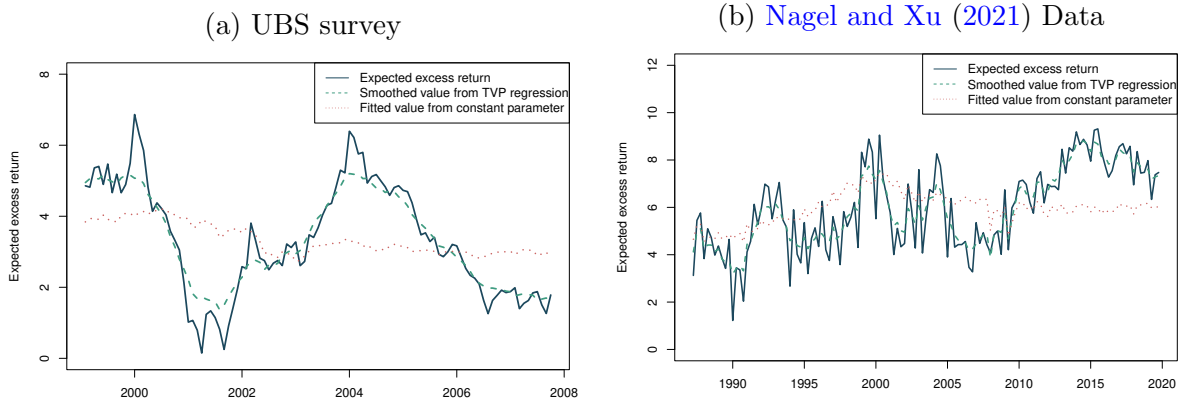 (a) UBS survey
Expected excess return
Smoothed value from TVP regression
Fitted value from constant parameter
Expected excess return
8
6
4
2
0
2000
2002
2004
2006
2008
(b) Nagel and Xu (2021) Data
Expected excess return
Smoothed value from TVP regression
Fitted value from constant parameter
Expected excess return
12
10
8
6
4
2
0
1990
1995
2000
2005
2010
2015
2020